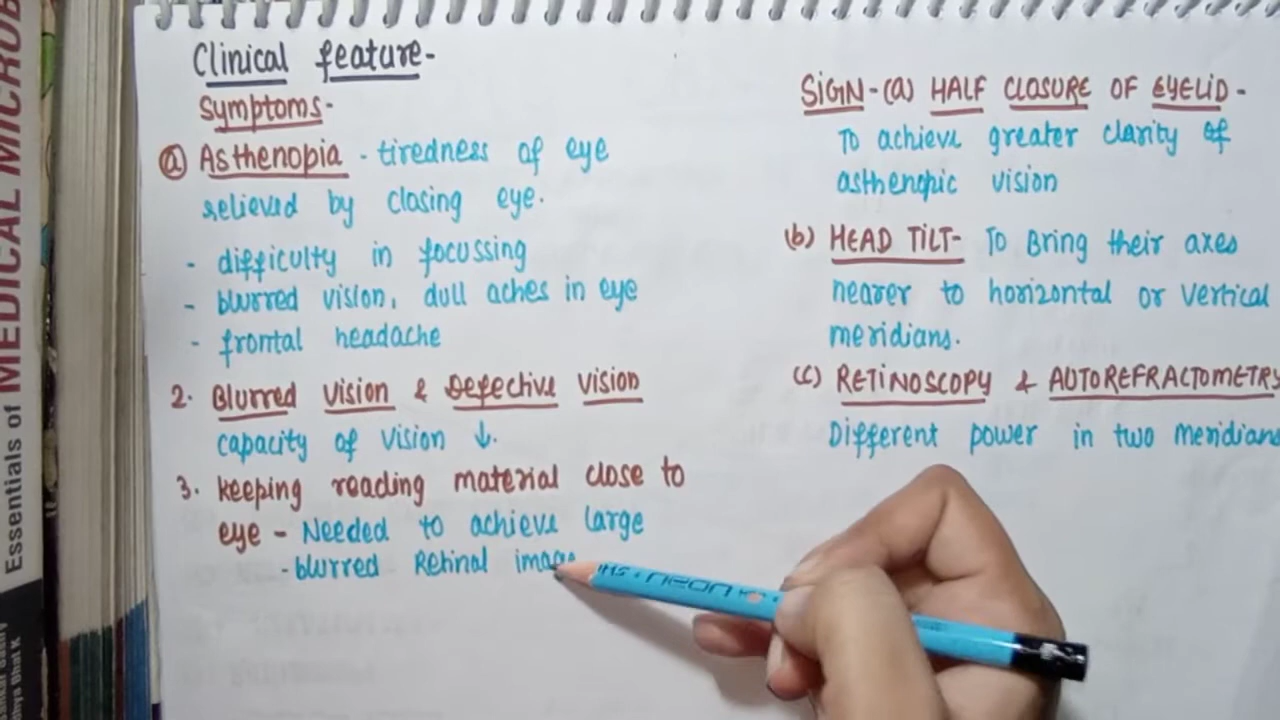 Clinical feature-
Symptoms-
a Asthenopia - tiredness of eye
relieved by closing eye.
- difficulty in focussing
- blurred vision, dull aches in eye
- frontal headache
2. Blurred Vision & Defective Vision
capacity of Vision ↓.
3. keeping reading material close to
eye - Needed to achieve large
- blurred Retinal image
SIGN-(a) HALF CLOSURE OF EYELID-
To achieve greater clarity of
asthenopic vision
(b) HEAD TILT- To Bring their axes
nearer to horizontal or vertical
meridians.
(c) RETINOSCOPY & AUTOREFRACTOMETRY
Different power in two meridians
Essentials of MEDICAL MICROB
neon